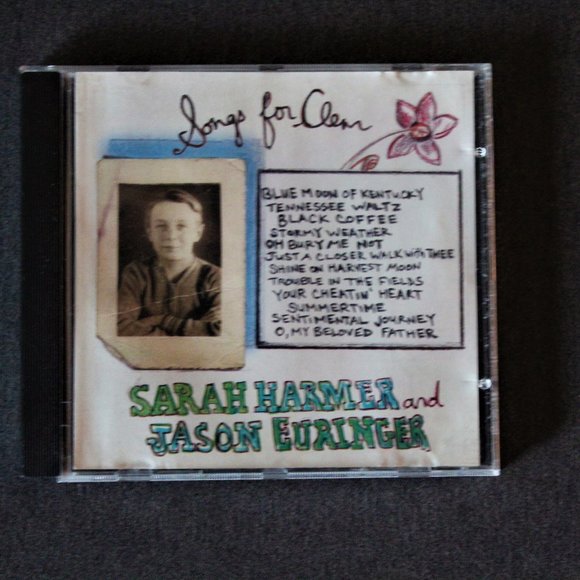 Songs for Clem
BLUE MOON OF KENTUCKY
TENNESSEE WALTZ
BLACK COFFEE
STORMY WEATHER
OH BURY ME NOT
JUST A CLOSER WALK with THEE
SHINE ON HARVEST MOON
TROUBLE IN THE FIELDS
YOUR CHEATIN' HEART
SUMMERTIME
SENTIMENTAL JOURNEY
O, MY BELOVED FATHER
SARAH HARMER and
JASON EURINGER